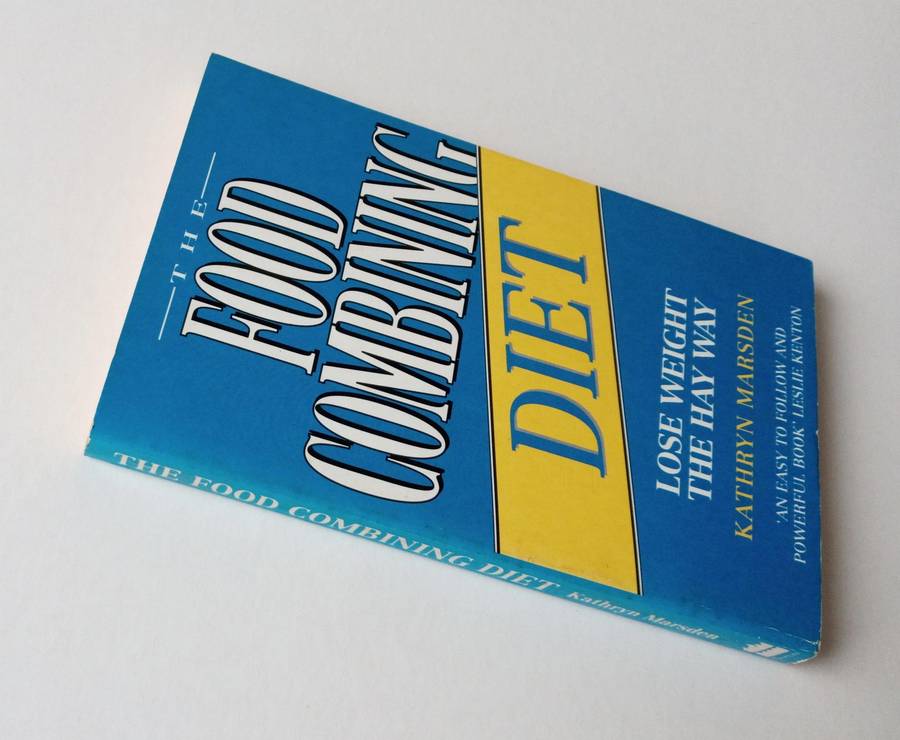 THE
FOOD
COMBINING
DIET
LOSE WEIGHT
THE HAY WAY
KATHRYN MARSDEN
'AN EASY TO FOLLOW AND
POWERFUL BOOK' LESLIE KENTON
THE FOOD COMBINING DIET Kathryn Marsden